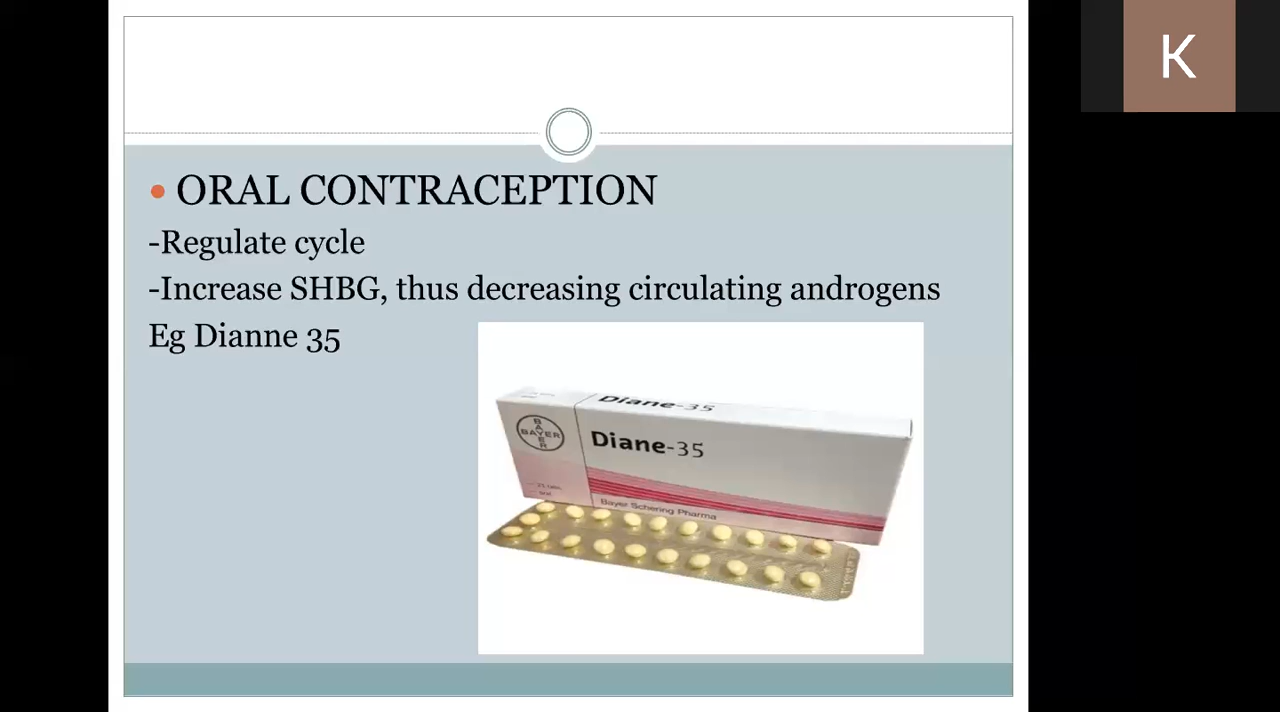 K
• ORAL CONTRACEPTION
-Regulate cycle
-Increase SHBG, thus decreasing circulating androgens
Eg Dianne 35
Diane-35
BAYER
BAYER
Diane-35
Bayer Schering Pharma